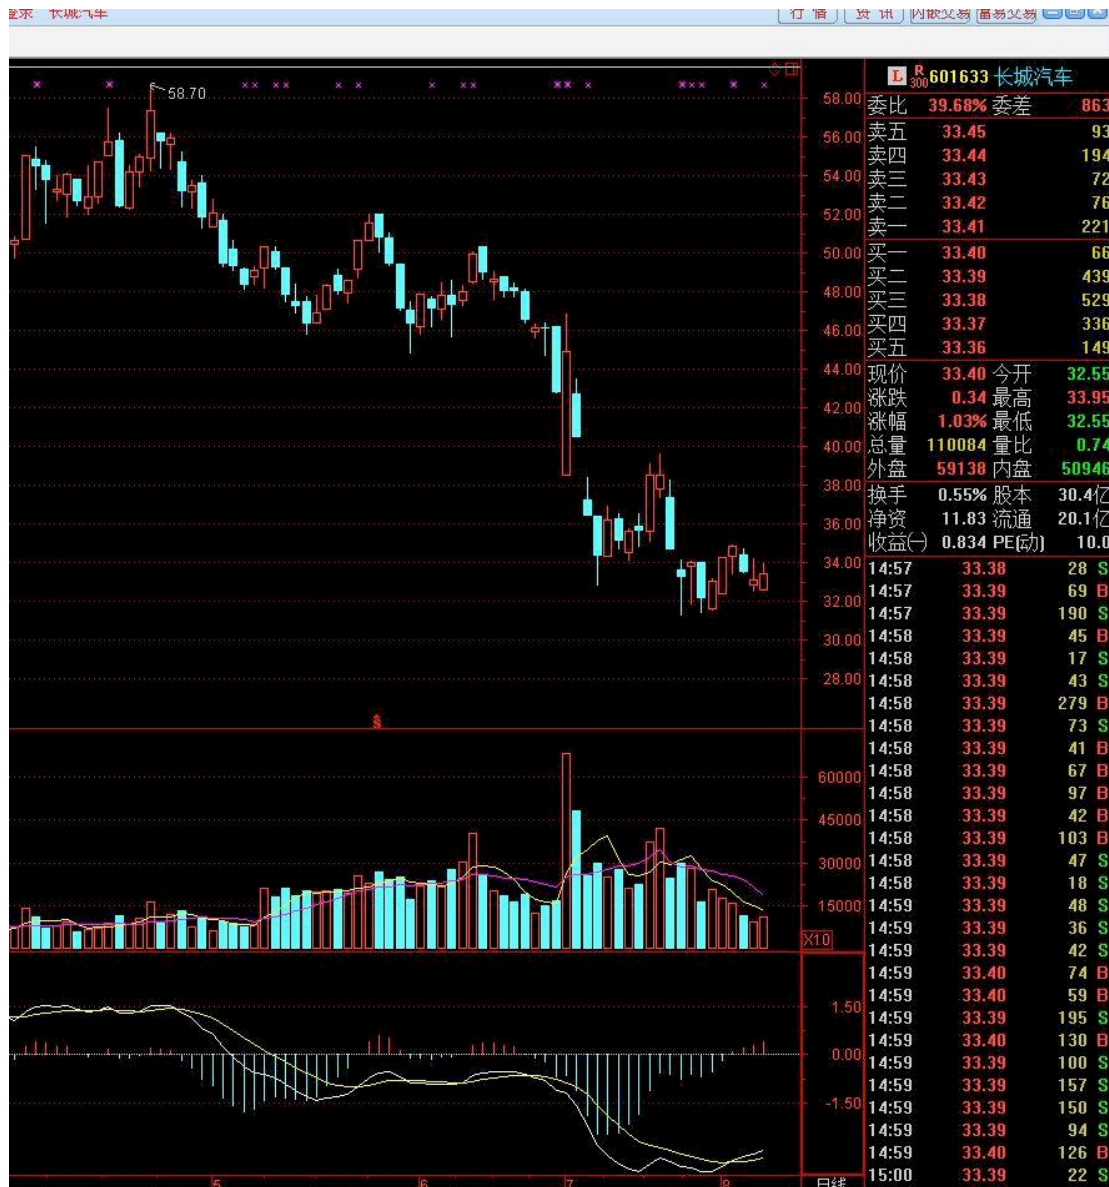 登录 长城汽车
行情 资讯 内嵌交易 富易交易
58.70
58.00
56.00
54.00
52.00
50.00
48.00
46.00
44.00
42.00
40.00
38.00
36.00
34.00
32.00
30.00
28.00
S
60000
45000
30000
15000
X10
1.50
0.00
-1.50
5 6 7 8 日线
L R 300 601633 长城汽车
委比 39.68% 委差 863
卖五 33.45 93
卖四 33.44 194
卖三 33.43 72
卖二 33.42 76
卖一 33.41 221
买一 33.40 66
买二 33.39 439
买三 33.38 529
买四 33.37 336
买五 33.36 149
现价 33.40 今开 32.55
涨跌 0.34 最高 33.95
涨幅 1.03% 最低 32.55
总量 110084 量比 0.74
外盘 59138 内盘 50946
换手 0.55% 股本 30.4亿
净资 11.83 流通 20.1亿
收益㈠ 0.834 PE(动) 10.0
14:57 33.38 28 S
14:57 33.39 69 B
14:57 33.39 190 S
14:58 33.39 45 B
14:58 33.39 17 S
14:58 33.39 43 S
14:58 33.39 279 B
14:58 33.39 73 S
14:58 33.39 41 B
14:58 33.39 67 B
14:58 33.39 97 B
14:58 33.39 42 B
14:58 33.39 103 B
14:58 33.39 47 S
14:58 33.39 18 S
14:59 33.39 48 S
14:59 33.39 36 S
14:59 33.39 42 S
14:59 33.40 74 B
14:59 33.40 59 B
14:59 33.39 195 S
14:59 33.40 130 B
14:59 33.39 100 S
14:59 33.39 157 S
14:59 33.39 150 S
14:59 33.39 94 S
14:59 33.40 126 B
15:00 33.39 22 S